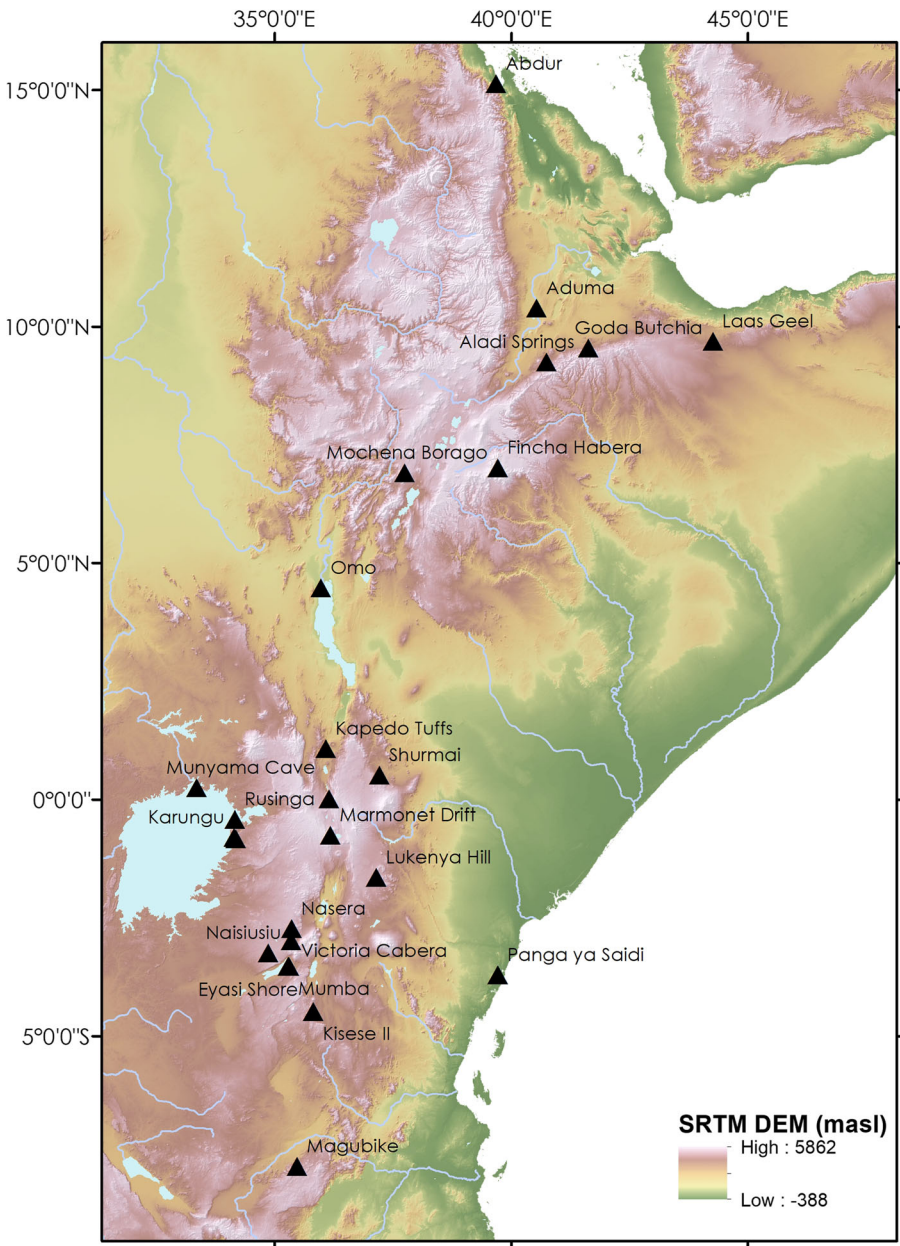 35°0'0"E
40°0'0"E
45°0'0"E
Abdur
15°0'0"N
Aduma
10°0'0"N
Aladi Springs
Goda Butchia
Laas Geel
Mochena Borago
Fincha Habera
5°0'0"N
Omo
Kapedo Tuffs
Shurmai
Munyama Cave
0°0'0"N
Rusinga
Karungu
Marmonet Drift
Lukenya Hill
Nasera
Naisiusiu
Victoria Cabera
Panga ya Saidi
Eyasi Shore
Mumba
Kisese II
5°0'0"S
Magubike
SRTM DEM (masl)
High : 5862
Low : -388